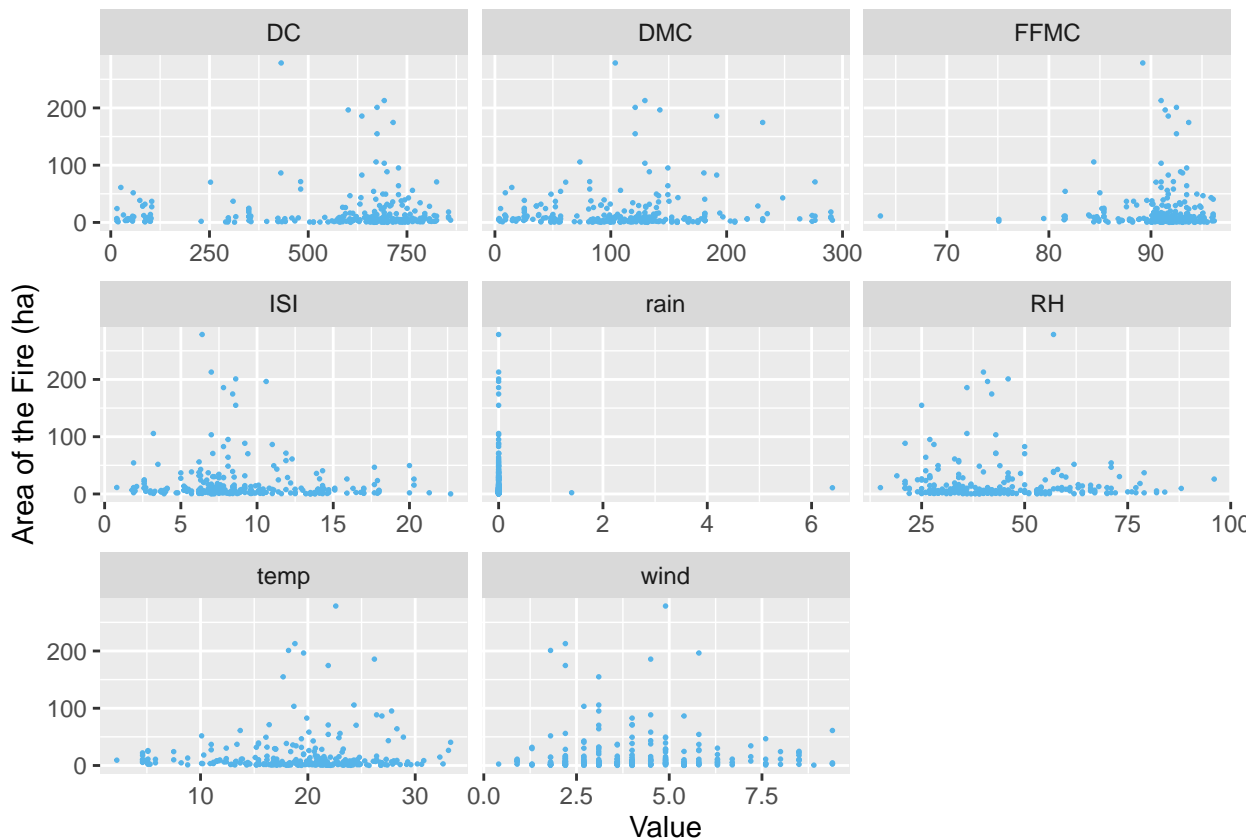 DC DMC FFMC
200
100
0
0 250 500 750 0 100 200 300 70 80 90
ISI rain RH
200
100
0
0 5 10 15 20 0 2 4 6 25 50 75 100
temp wind
200
100
0
10 20 30 0.0 2.5 5.0 7.5
Value
Area of the Fire (ha)